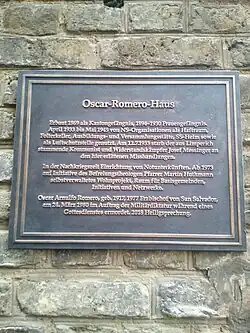 Oscar-Romero-Haus
Erbaut 1869 als Kantonsgefängnis, 1896-1930 Frauengefängnis.
April 1933 bis Mai 1945 von NS-Organisationen als Haftraum,
Folterkeller, Ausbildungs- und Versammlungsstätte, SS-Heim sowie
als Luftschutzstelle genutzt. Am 12.7.1933 starb der aus Limperich
stammende Kommunist und Widerstandskämpfer Josef Messinger an
den hier erlittenen Misshandlungen.
In der Nachkriegszeit Einrichtung von Notunterkünften. Ab 1973
auf Initiative des Befreiungstheologen Pfarrer Martin Huthmann
selbstverwaltetes Wohnprojekt, Raum für Basisgemeinden,
Initiativen und Netzwerke.
Oscar Arnulfo Romero, geb. 1917, 1977 Erzbischof von San Salvador,
am 24. März 1980 im Auftrag der Militärdiktatur während eines
Gottesdienstes ermordet, 2018 Heiligsprechung.